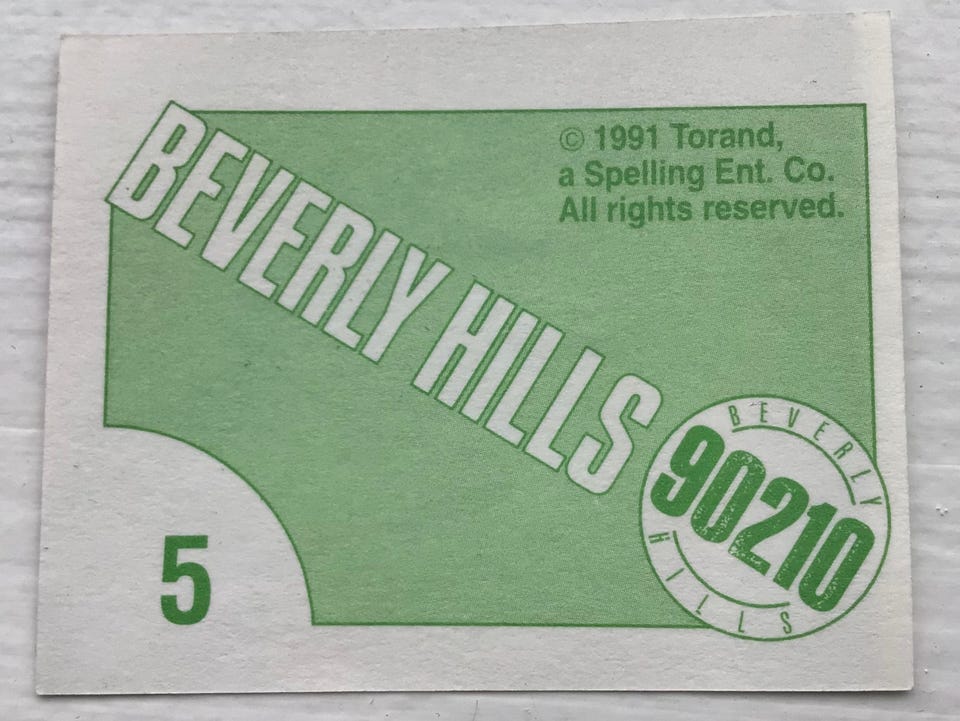 BEVERLY HILLS
© 1991 Torand,
a Spelling Ent. Co.
All rights reserved.
BEVERLY
90210
HILLS
5